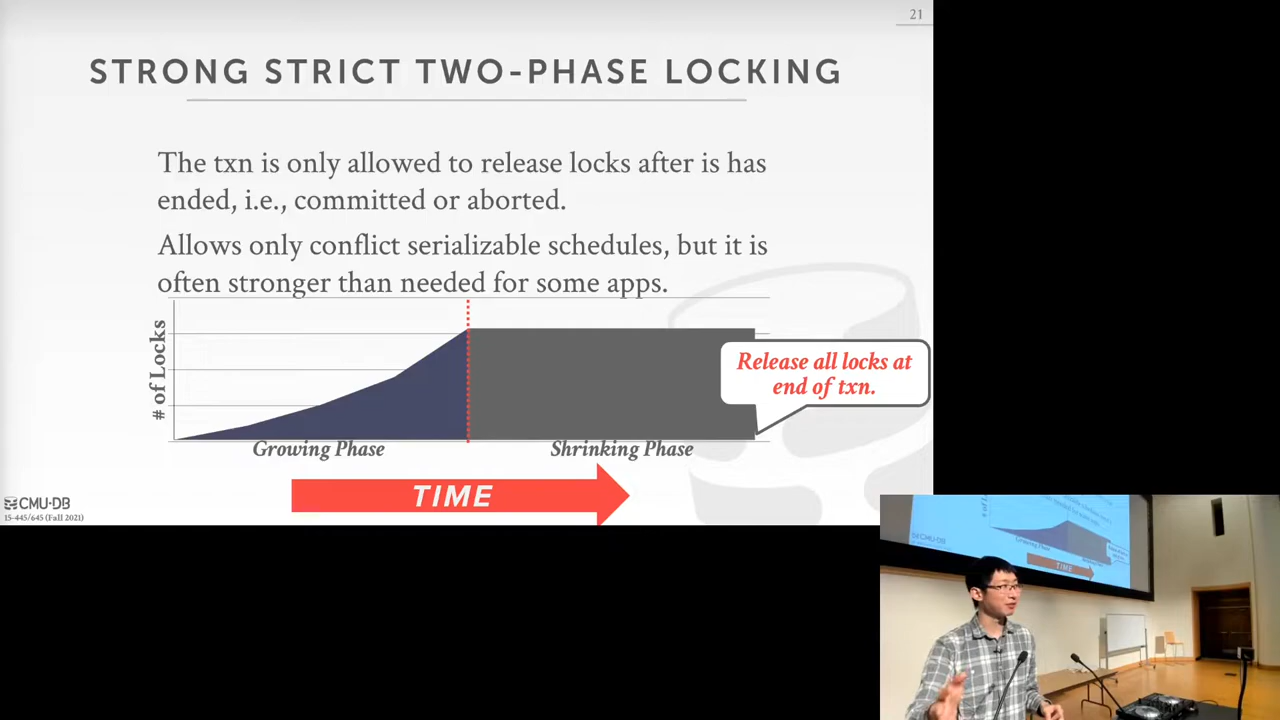 21
STRONG STRICT TWO-PHASE LOCKING
The txn is only allowed to release locks after is has
ended, i.e., committed or aborted.
Allows only conflict serializable schedules, but it is
often stronger than needed for some apps.
# of Locks
Release all locks at
end of txn.
Growing Phase
Shrinking Phase
TIME
CMU·DB
15-445/645 (Fall 2021)
TIME